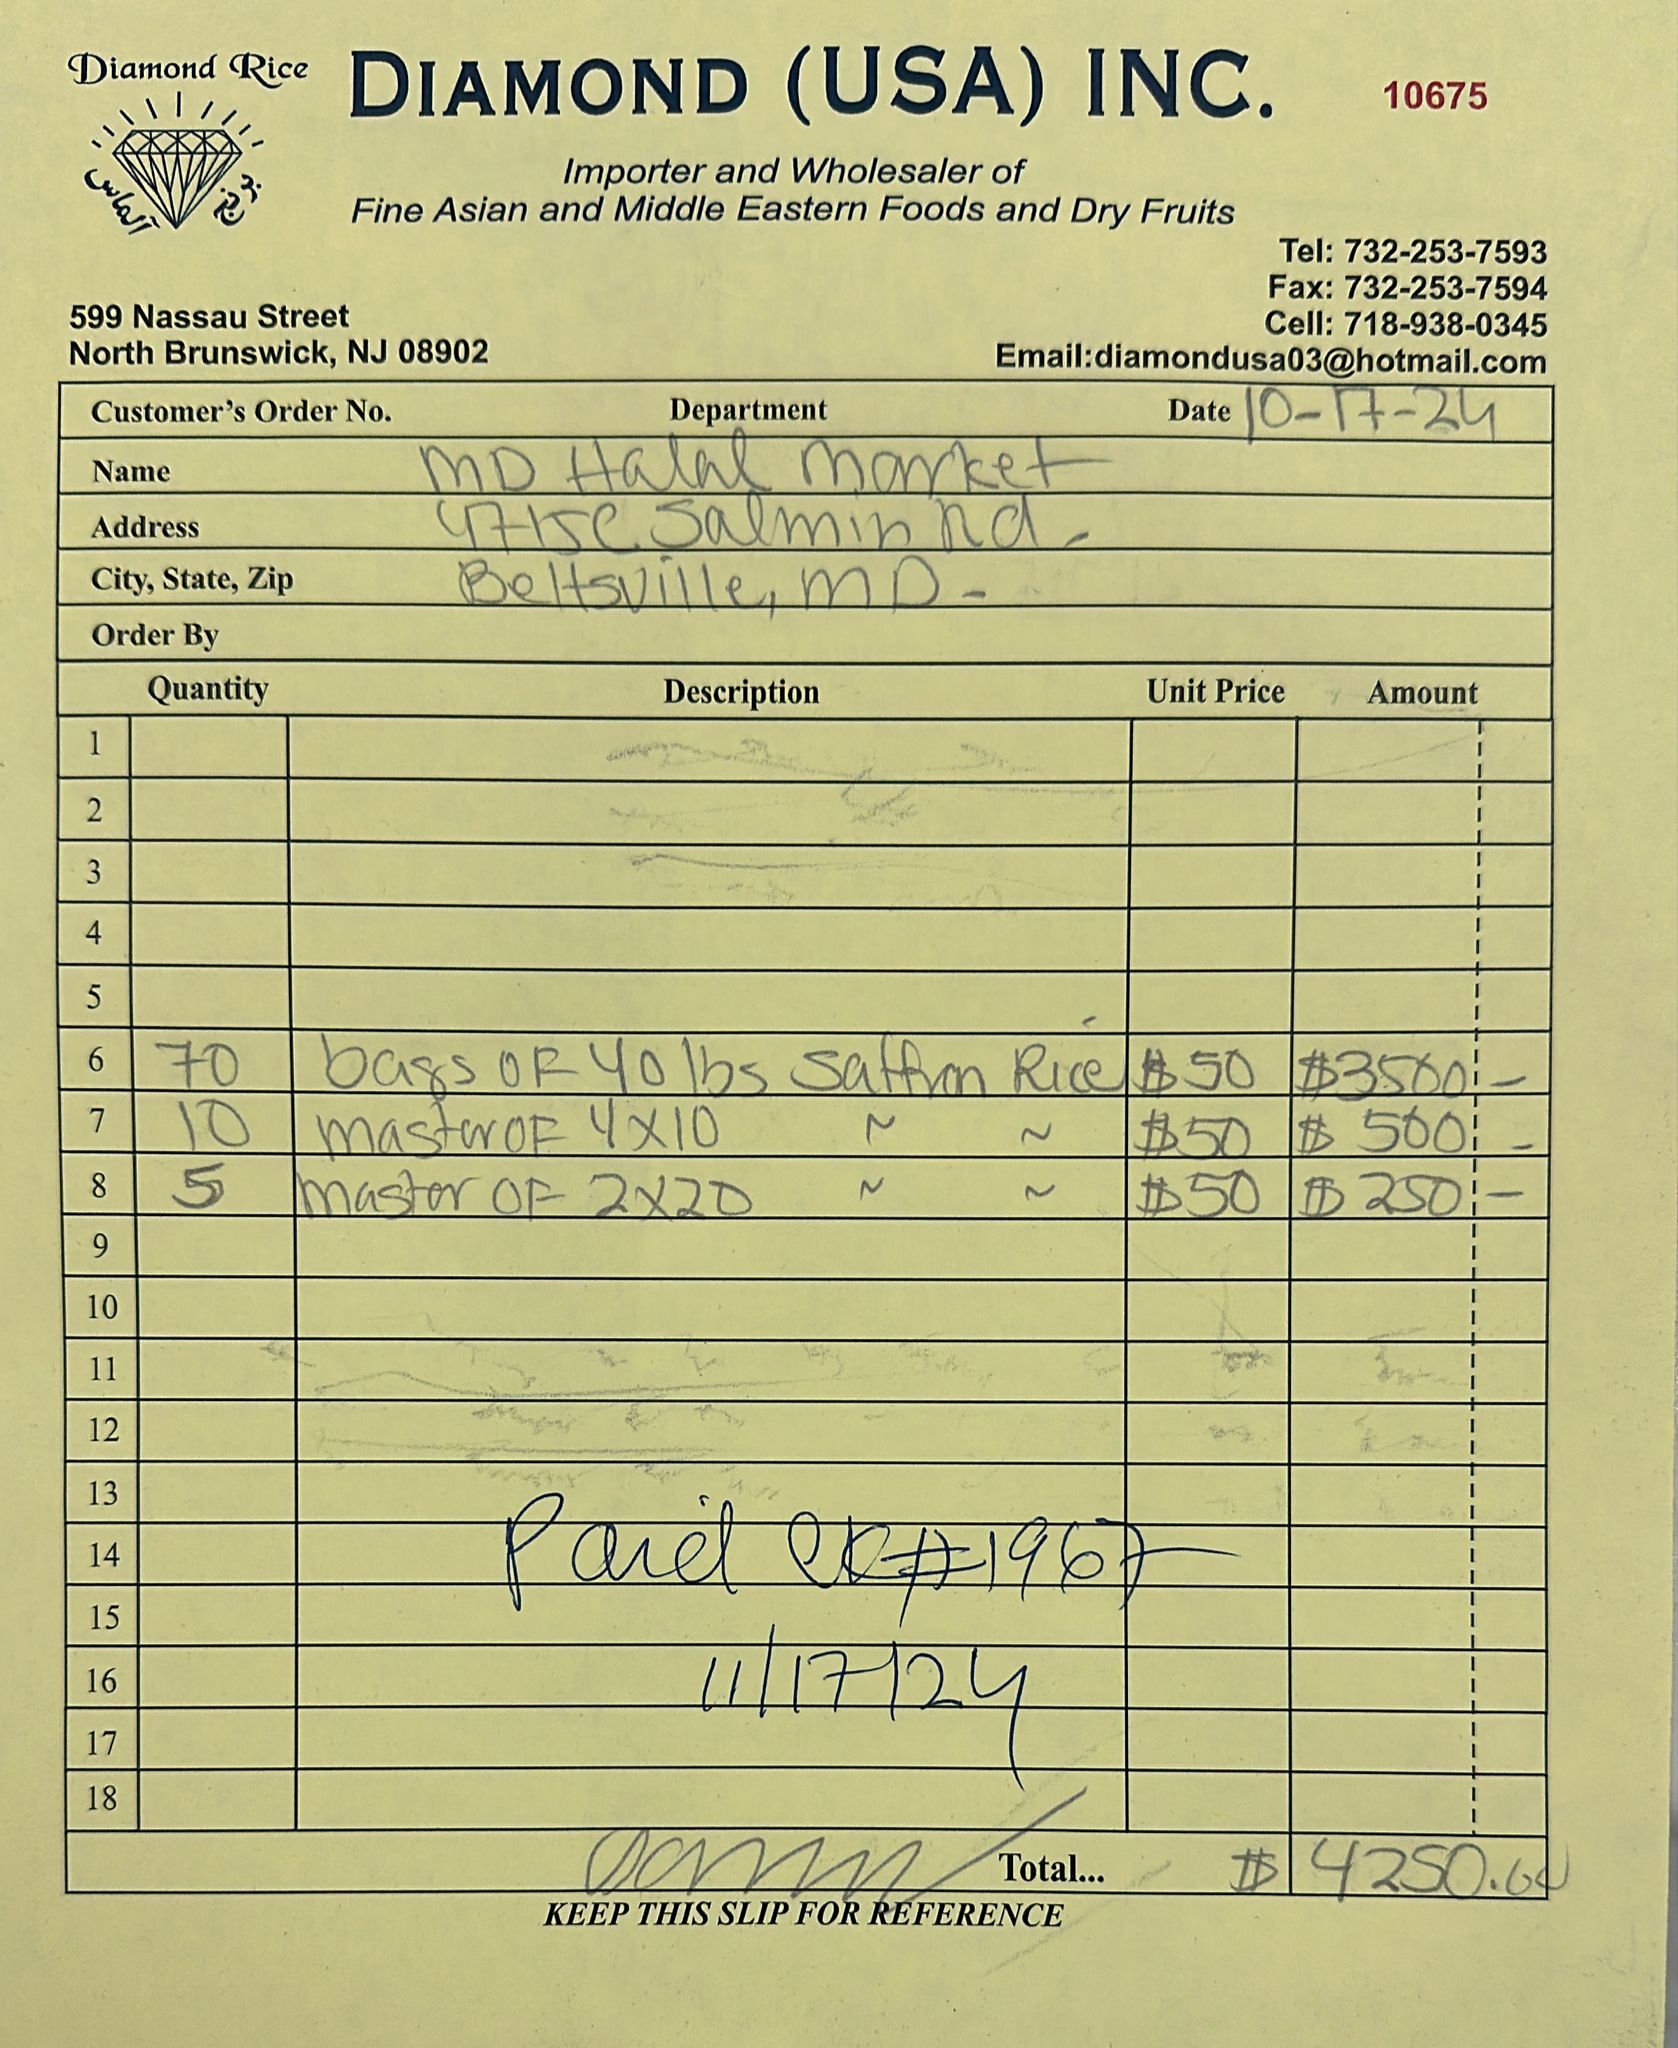 Diamond Rice
DIAMOND (USA) INC.
10675
Importer and Wholesaler of
Fine Asian and Middle Eastern Foods and Dry Fruits
Tel: 732-253-7593
Fax: 732-253-7594
Cell: 718-938-0345
Email:diamondusa03@hotmail.com
599 Nassau Street
North Brunswick, NJ 08902
Customer's Order No. Department Date 10-17-24
Name MD Halal Market
Address 4715C Salmin Rd.
City, State, Zip Beltsville, MD -
Order By
Quantity Description Unit Price Amount
1
2
3
4
5
6 70 bags OF 40 lbs Saffron Rice $50 $3500 -
7 10 master OF 4x10 ~ ~ $50 $ 500 -
8 5 master OF 2x20 ~ ~ $50 $ 250 -
9
10
11
12
13
14 Paid ck#1967
15
16 11/17/24
17
18
Total... $ 4250.00
KEEP THIS SLIP FOR REFERENCE